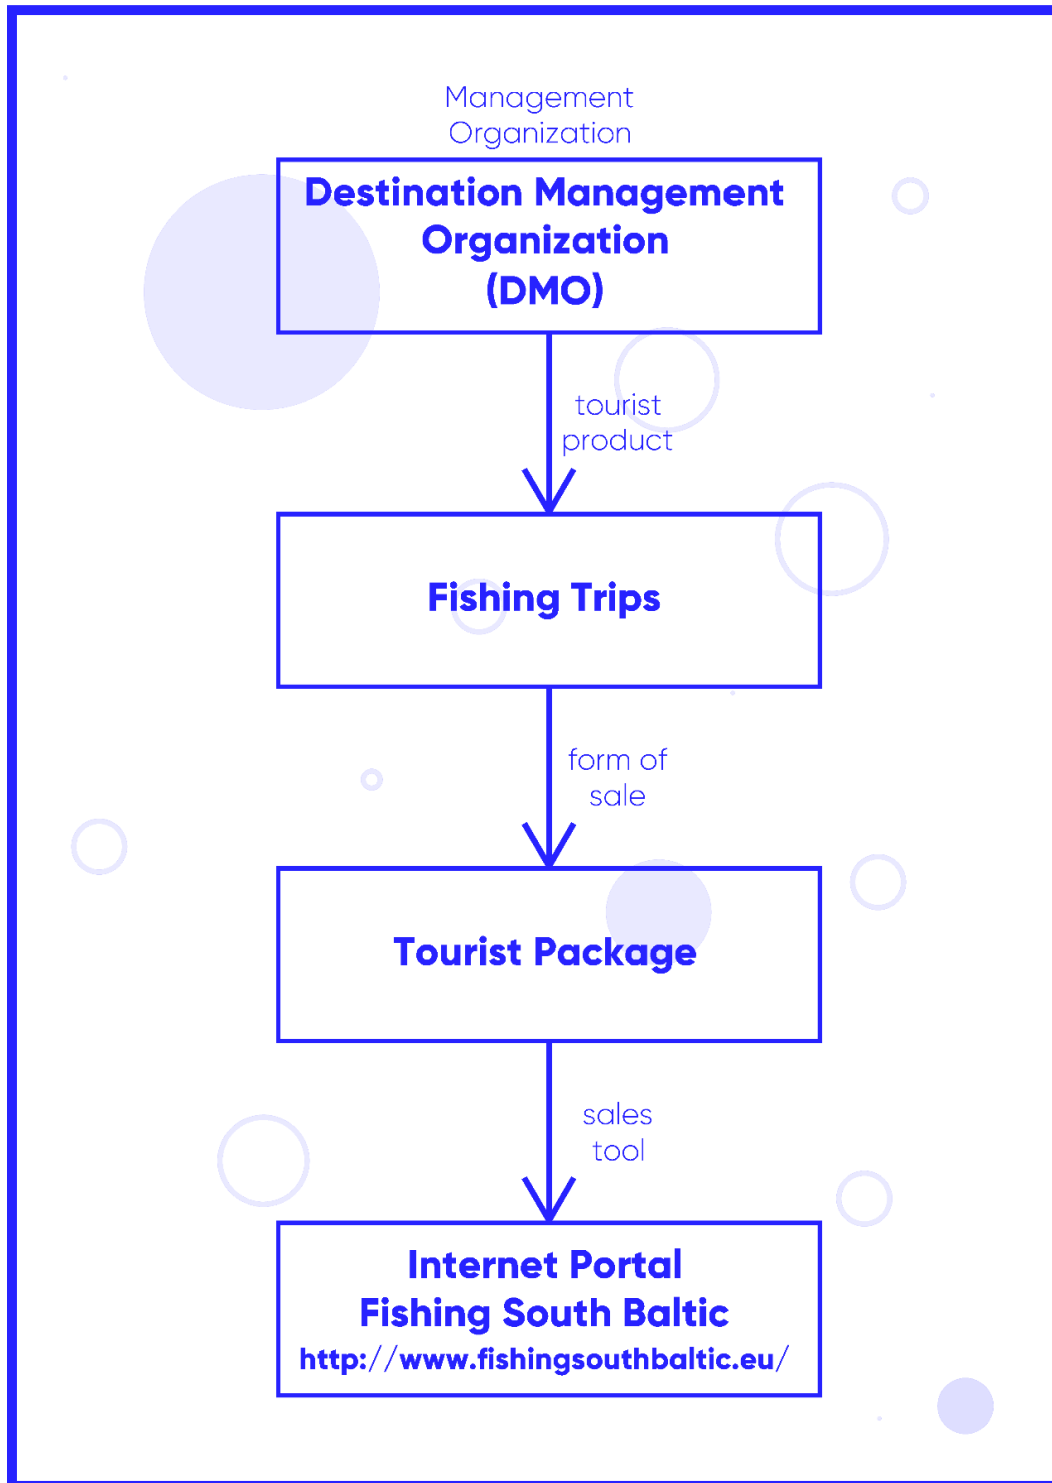 Management
Organization
Destination Management
Organization
(DMO)
tourist
product
Fishing Trips
form of
sale
Tourist Package
sales
tool
Internet Portal
Fishing South Baltic
http://www.fishingsouthbaltic.eu/